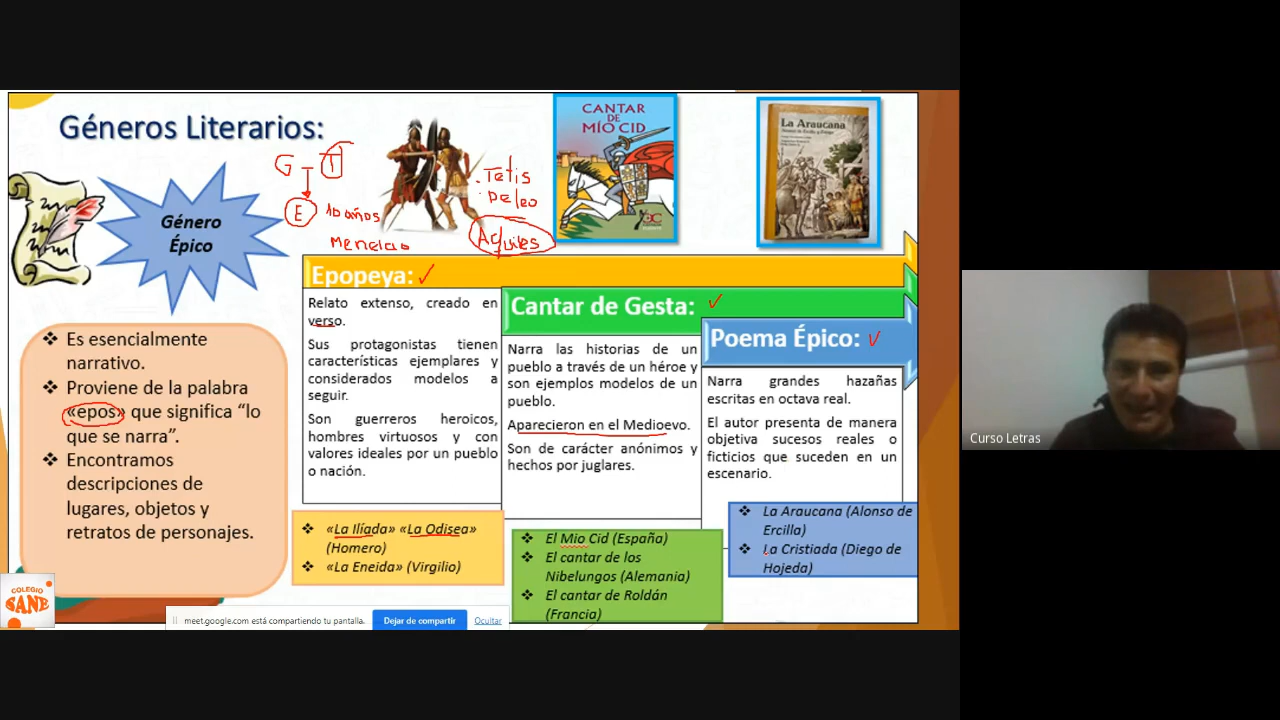 Géneros Literarios:
CANTAR
DE
MÍO CID
La Araucana
G - T
E
10 años
Menelao
Tetis
Peleo
Aquiles
Género
Épico
❖ Es esencialmente
narrativo.
❖ Proviene de la palabra
«epos» que significa “lo
que se narra”.
❖ Encontramos
descripciones de
lugares, objetos y
retratos de personajes.
Epopeya:
Relato extenso, creado en
verso.
Sus protagonistas tienen
características ejemplares y
considerados modelos a
seguir.
Son guerreros heroicos,
hombres virtuosos y con
valores ideales por un pueblo
o nación.
❖ «La Ilíada» «La Odisea»
(Homero)
❖ «La Eneida» (Virgilio)
Cantar de Gesta:
Narra las historias de un
pueblo a través de un héroe y
son ejemplos modelos de un
pueblo.
Aparecieron en el Medioevo.
Son de carácter anónimos y
hechos por juglares.
❖ El Mio Cid (España)
❖ El cantar de los
Nibelungos (Alemania)
❖ El cantar de Roldán
(Francia)
Poema Épico:
Narra grandes hazañas
escritas en octava real.
El autor presenta de manera
objetiva sucesos reales o
ficticios que suceden en un
escenario.
❖ La Araucana (Alonso de
Ercilla)
❖ La Cristiada (Diego de
Hojeda)
COLEGIO
SANE
meet.google.com está compartiendo tu pantalla.
Dejar de compartir
Ocultar
Curso Letras